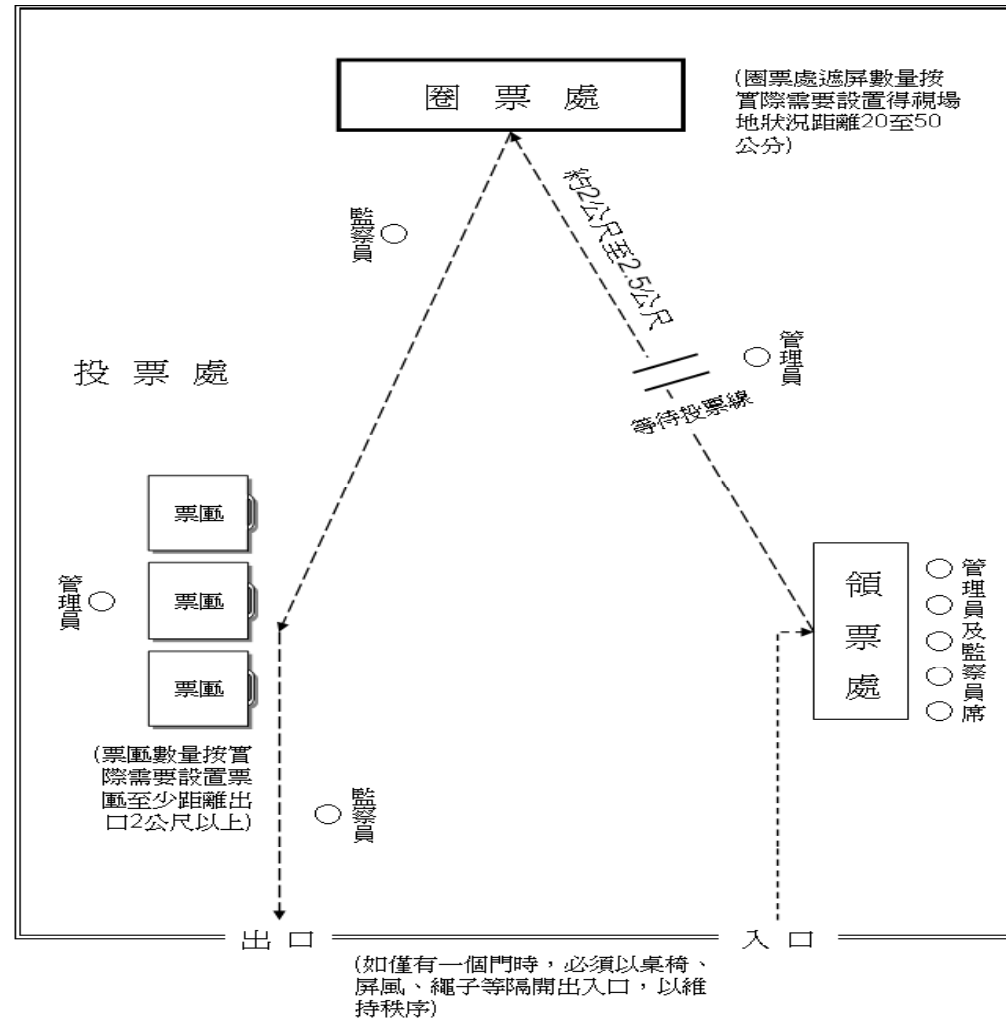 圈票處
(圈票處遮屏數量按
實際需要設置得視場
地狀況距離20至50
公分)
監察員
約2公尺至2.5公尺
管理員
等待投票線
投票處
票匭
票匭
票匭
管理員
領票處
管理員及監察員席
(票匭數量按實
際需要設置票
匭至少距離出
口2公尺以上)
監察員
出口
入口
(如僅有一個門時，必須以桌椅、
屏風、繩子等隔開出入口，以維
持秩序)